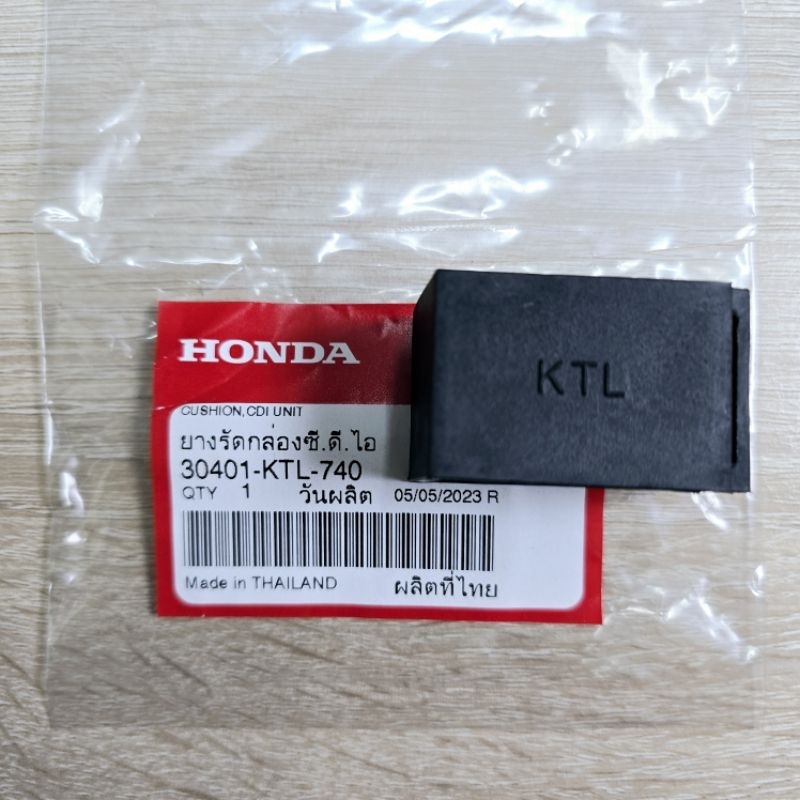 HONDA
CUSHION, CDI UNIT
ยางรัดกล่องซี.ดี.ไอ
30401-KTL-740
QTY 1 วันผลิต 05/05/2023 R
Made in THAILAND ผลิตที่ไทย
KTL